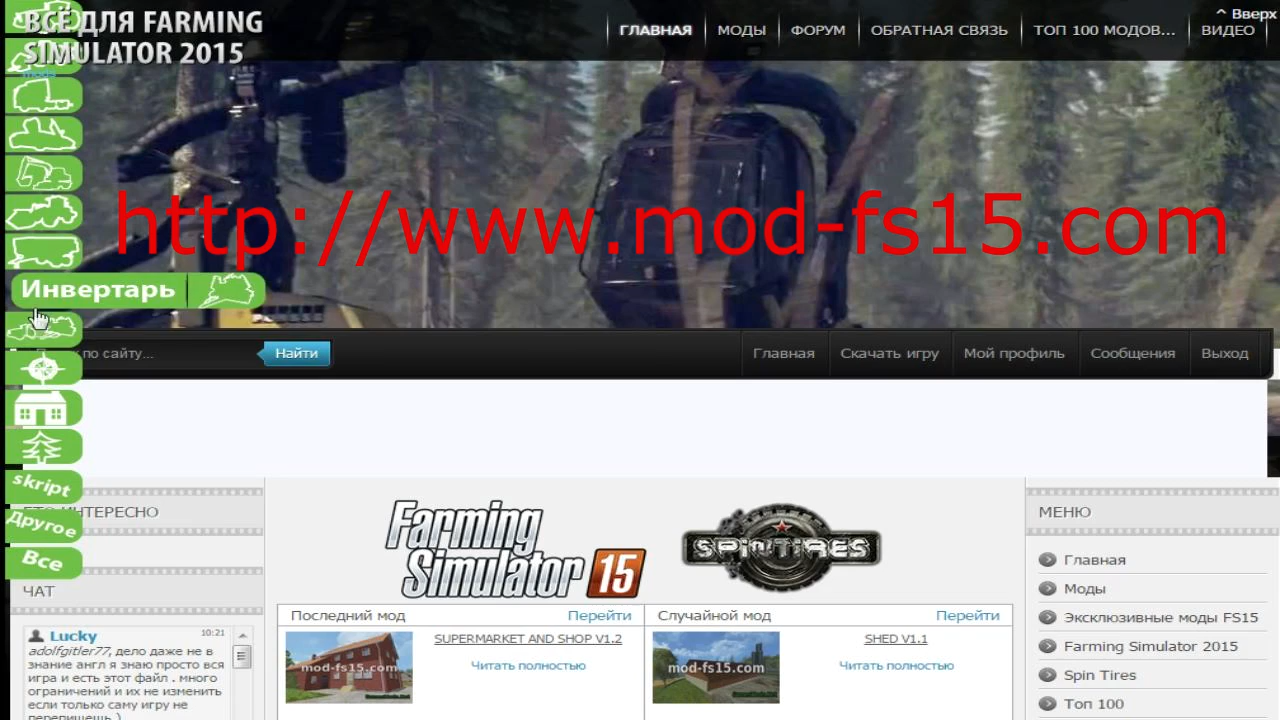 ВСЁ ДЛЯ FARMING
SIMULATOR 2015
mods
ГЛАВНАЯ
МОДЫ
ФОРУМ
ОБРАТНАЯ СВЯЗЬ
ТОП 100 МОДОВ...
ВИДЕО
^ Вверх
http://www.mod-fs15.com
Инвертарь
по сайту...
Найти
Главная
Скачать игру
Мой профиль
Сообщения
Выход
skript
Другое
Все
ИНТЕРЕСНО
ЧАТ
Lucky
10:21
adolfgitler77, дело даже не в
знание англ я знаю просто вся
игра и есть этот файл . много
ограничений и их не изменить
если только саму игру не
перепишешь )
Farming
Simulator 15
SPINTIRES
Последний мод
Перейти
SUPERMARKET AND SHOP V1.2
Читать полностью
mod-fs15.com
Случайной мод
Перейти
SHED V1.1
Читать полностью
mod-fs15.com
МЕНЮ
Главная
Моды
Эксклюзивные моды FS15
Farming Simulator 2015
Spin Tires
Топ 100